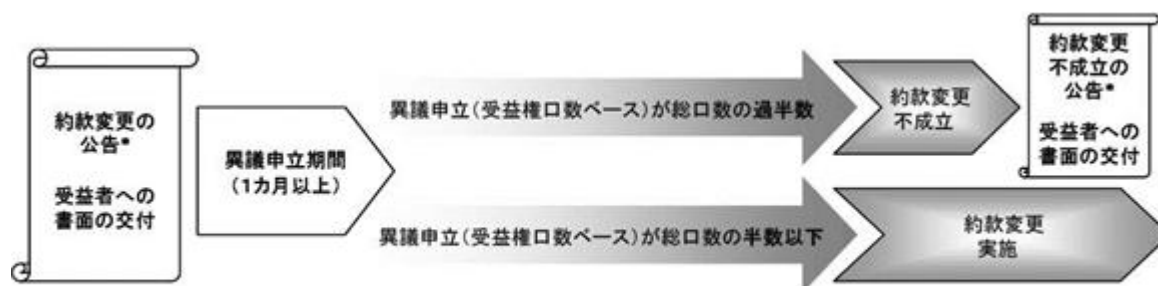 約款変更の
公告*
受益者への
書面の交付
異議申立期間
(1カ月以上)
異議申立(受益権口数ベース)が総口数の過半数
約款変更
不成立
約款変更
不成立の
公告*
受益者への
書面の交付
異議申立(受益権口数ベース)が総口数の半数以下
約款変更
実施